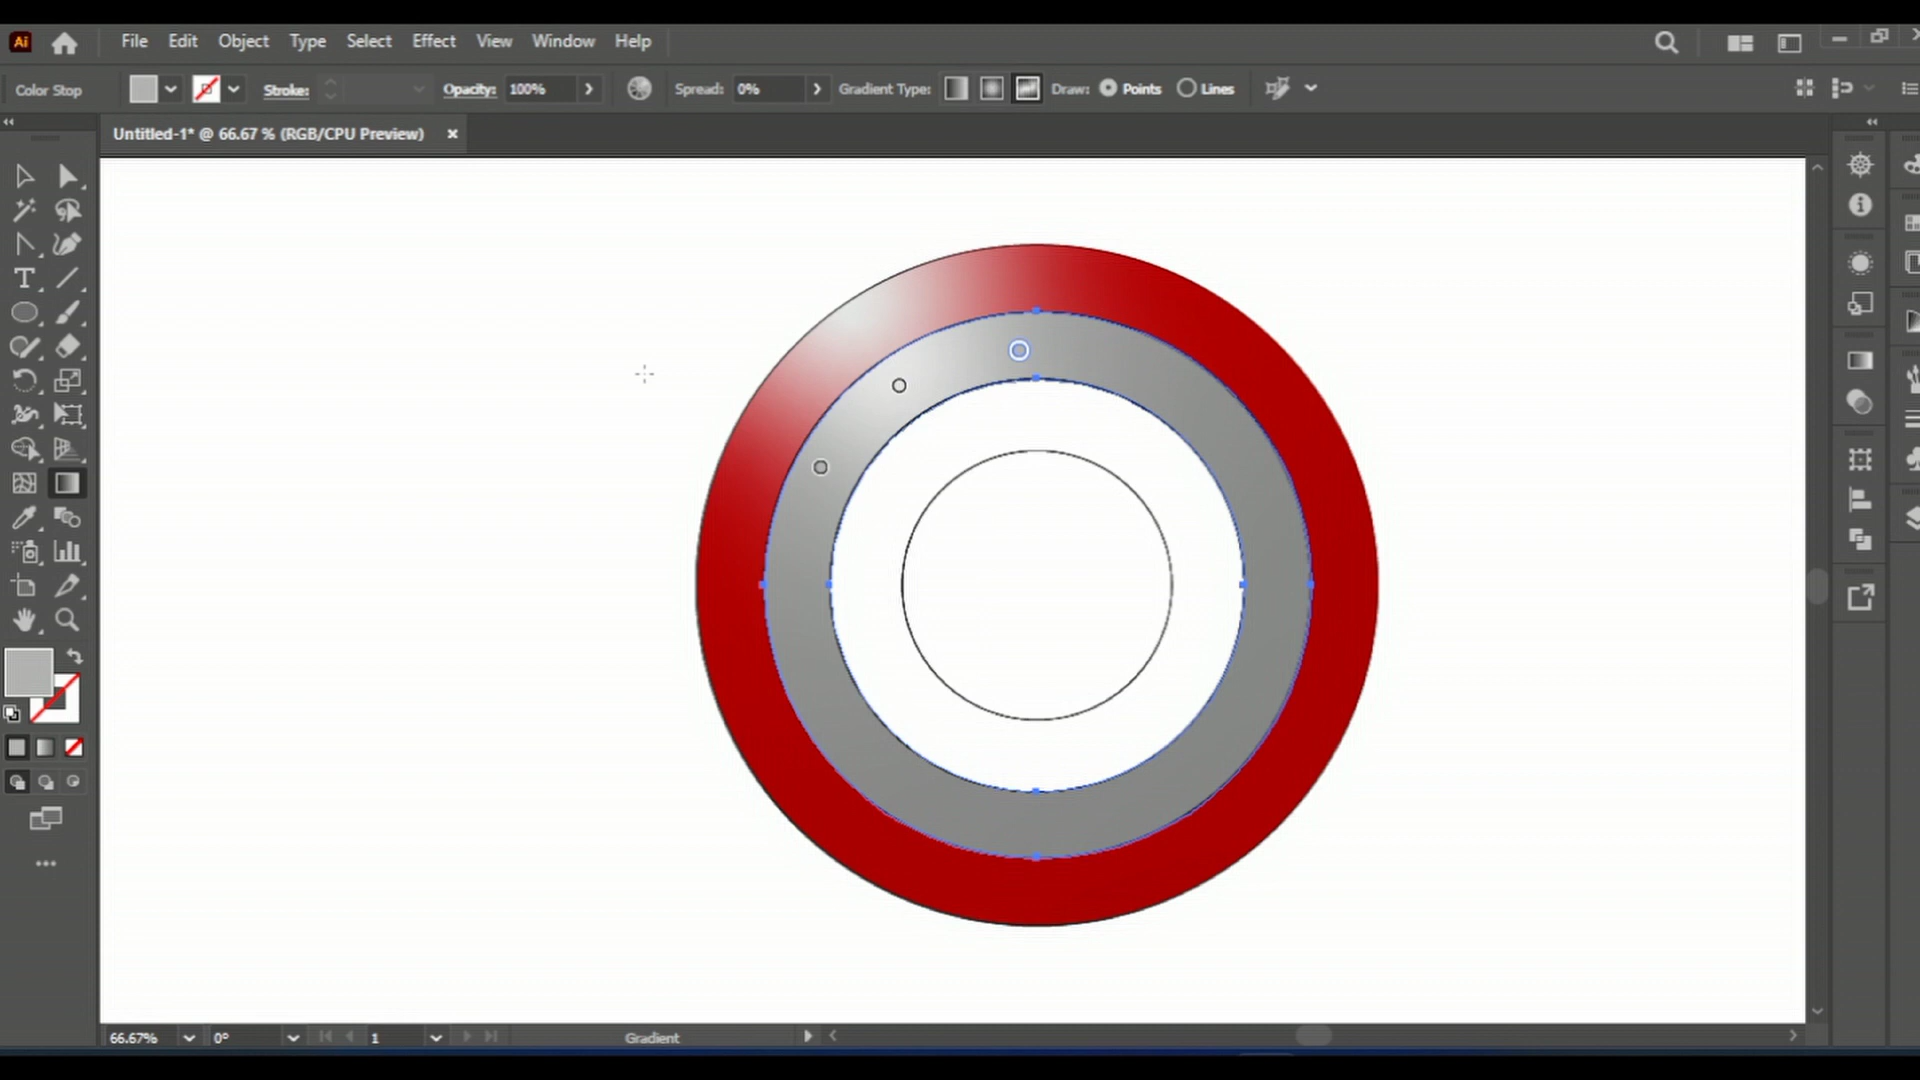 Ai File Edit Object Type Select Effect View Window Help
Color Stop Stroke: Opacity: 100% Spread: 0% Gradient Type: Draw: Points Lines
Untitled-1* @ 66.67 % (RGB/CPU Preview) ×
66.67% 0° 1 Gradient